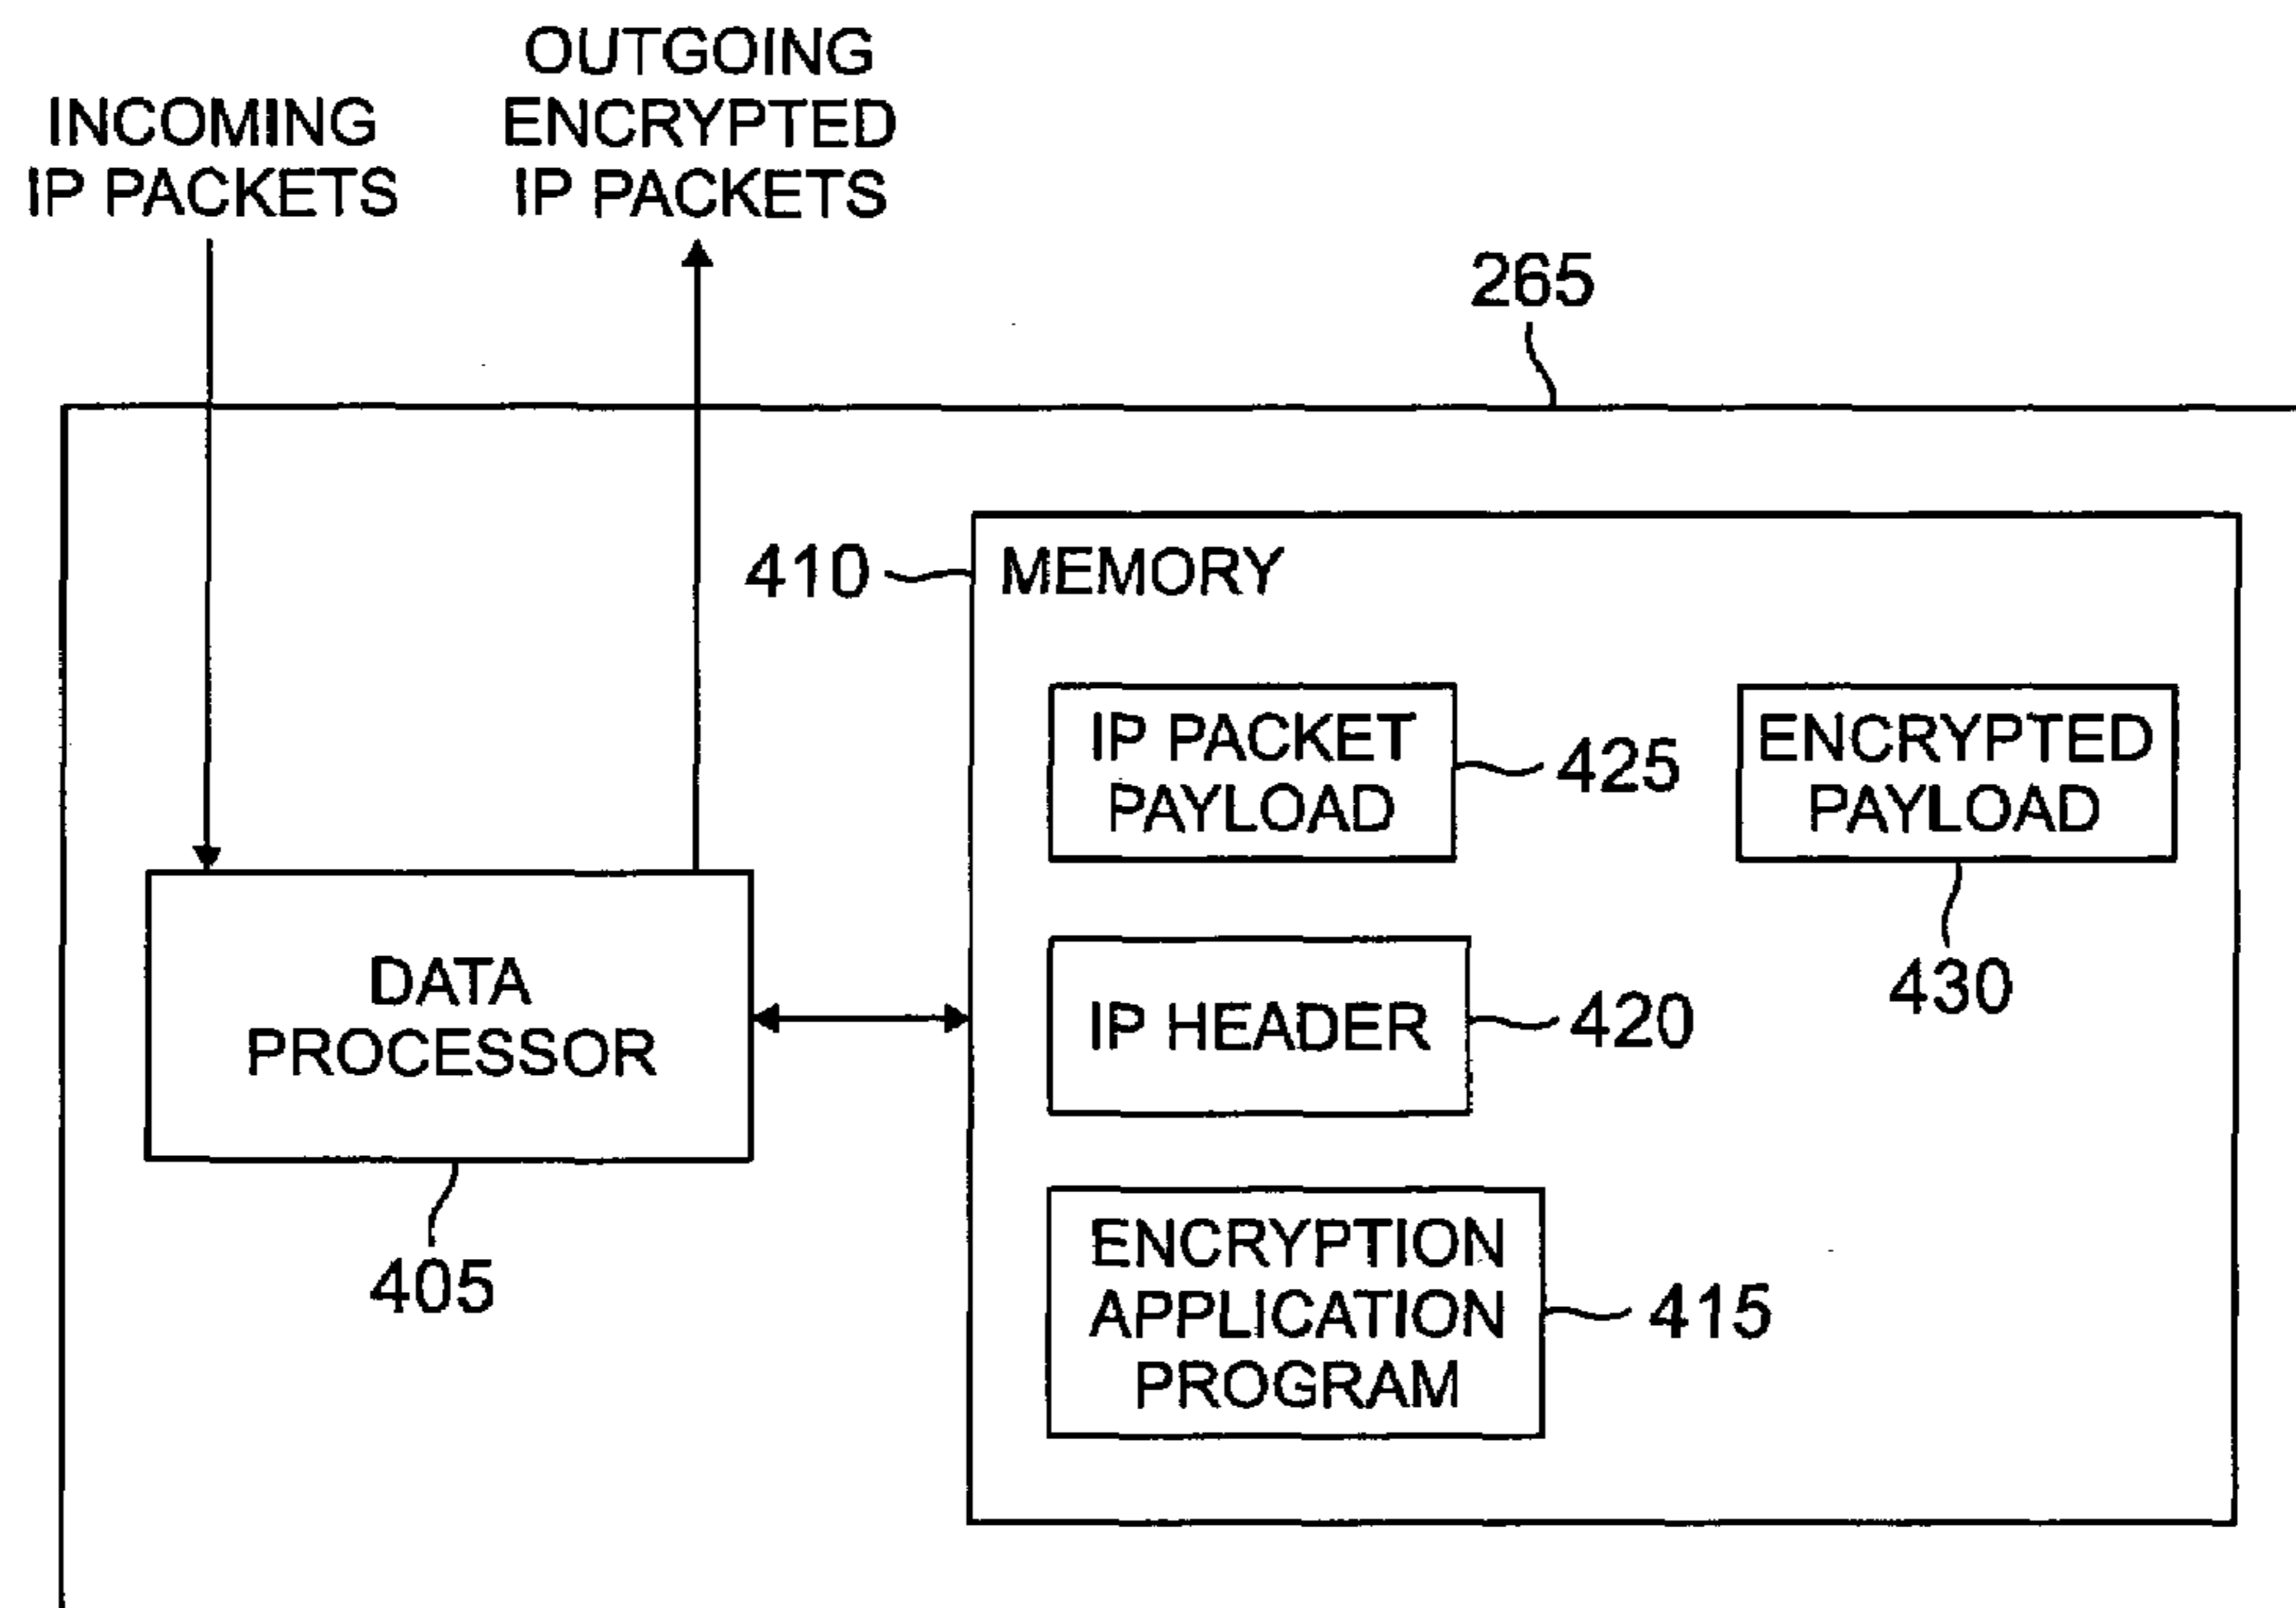 OUTGOING
ENCRYPTED
IP PACKETS
INCOMING
IP PACKETS
265
410
MEMORY
IP PACKET
PAYLOAD
425
ENCRYPTED
PAYLOAD
430
DATA
PROCESSOR
405
IP HEADER
420
ENCRYPTION
APPLICATION
PROGRAM
415